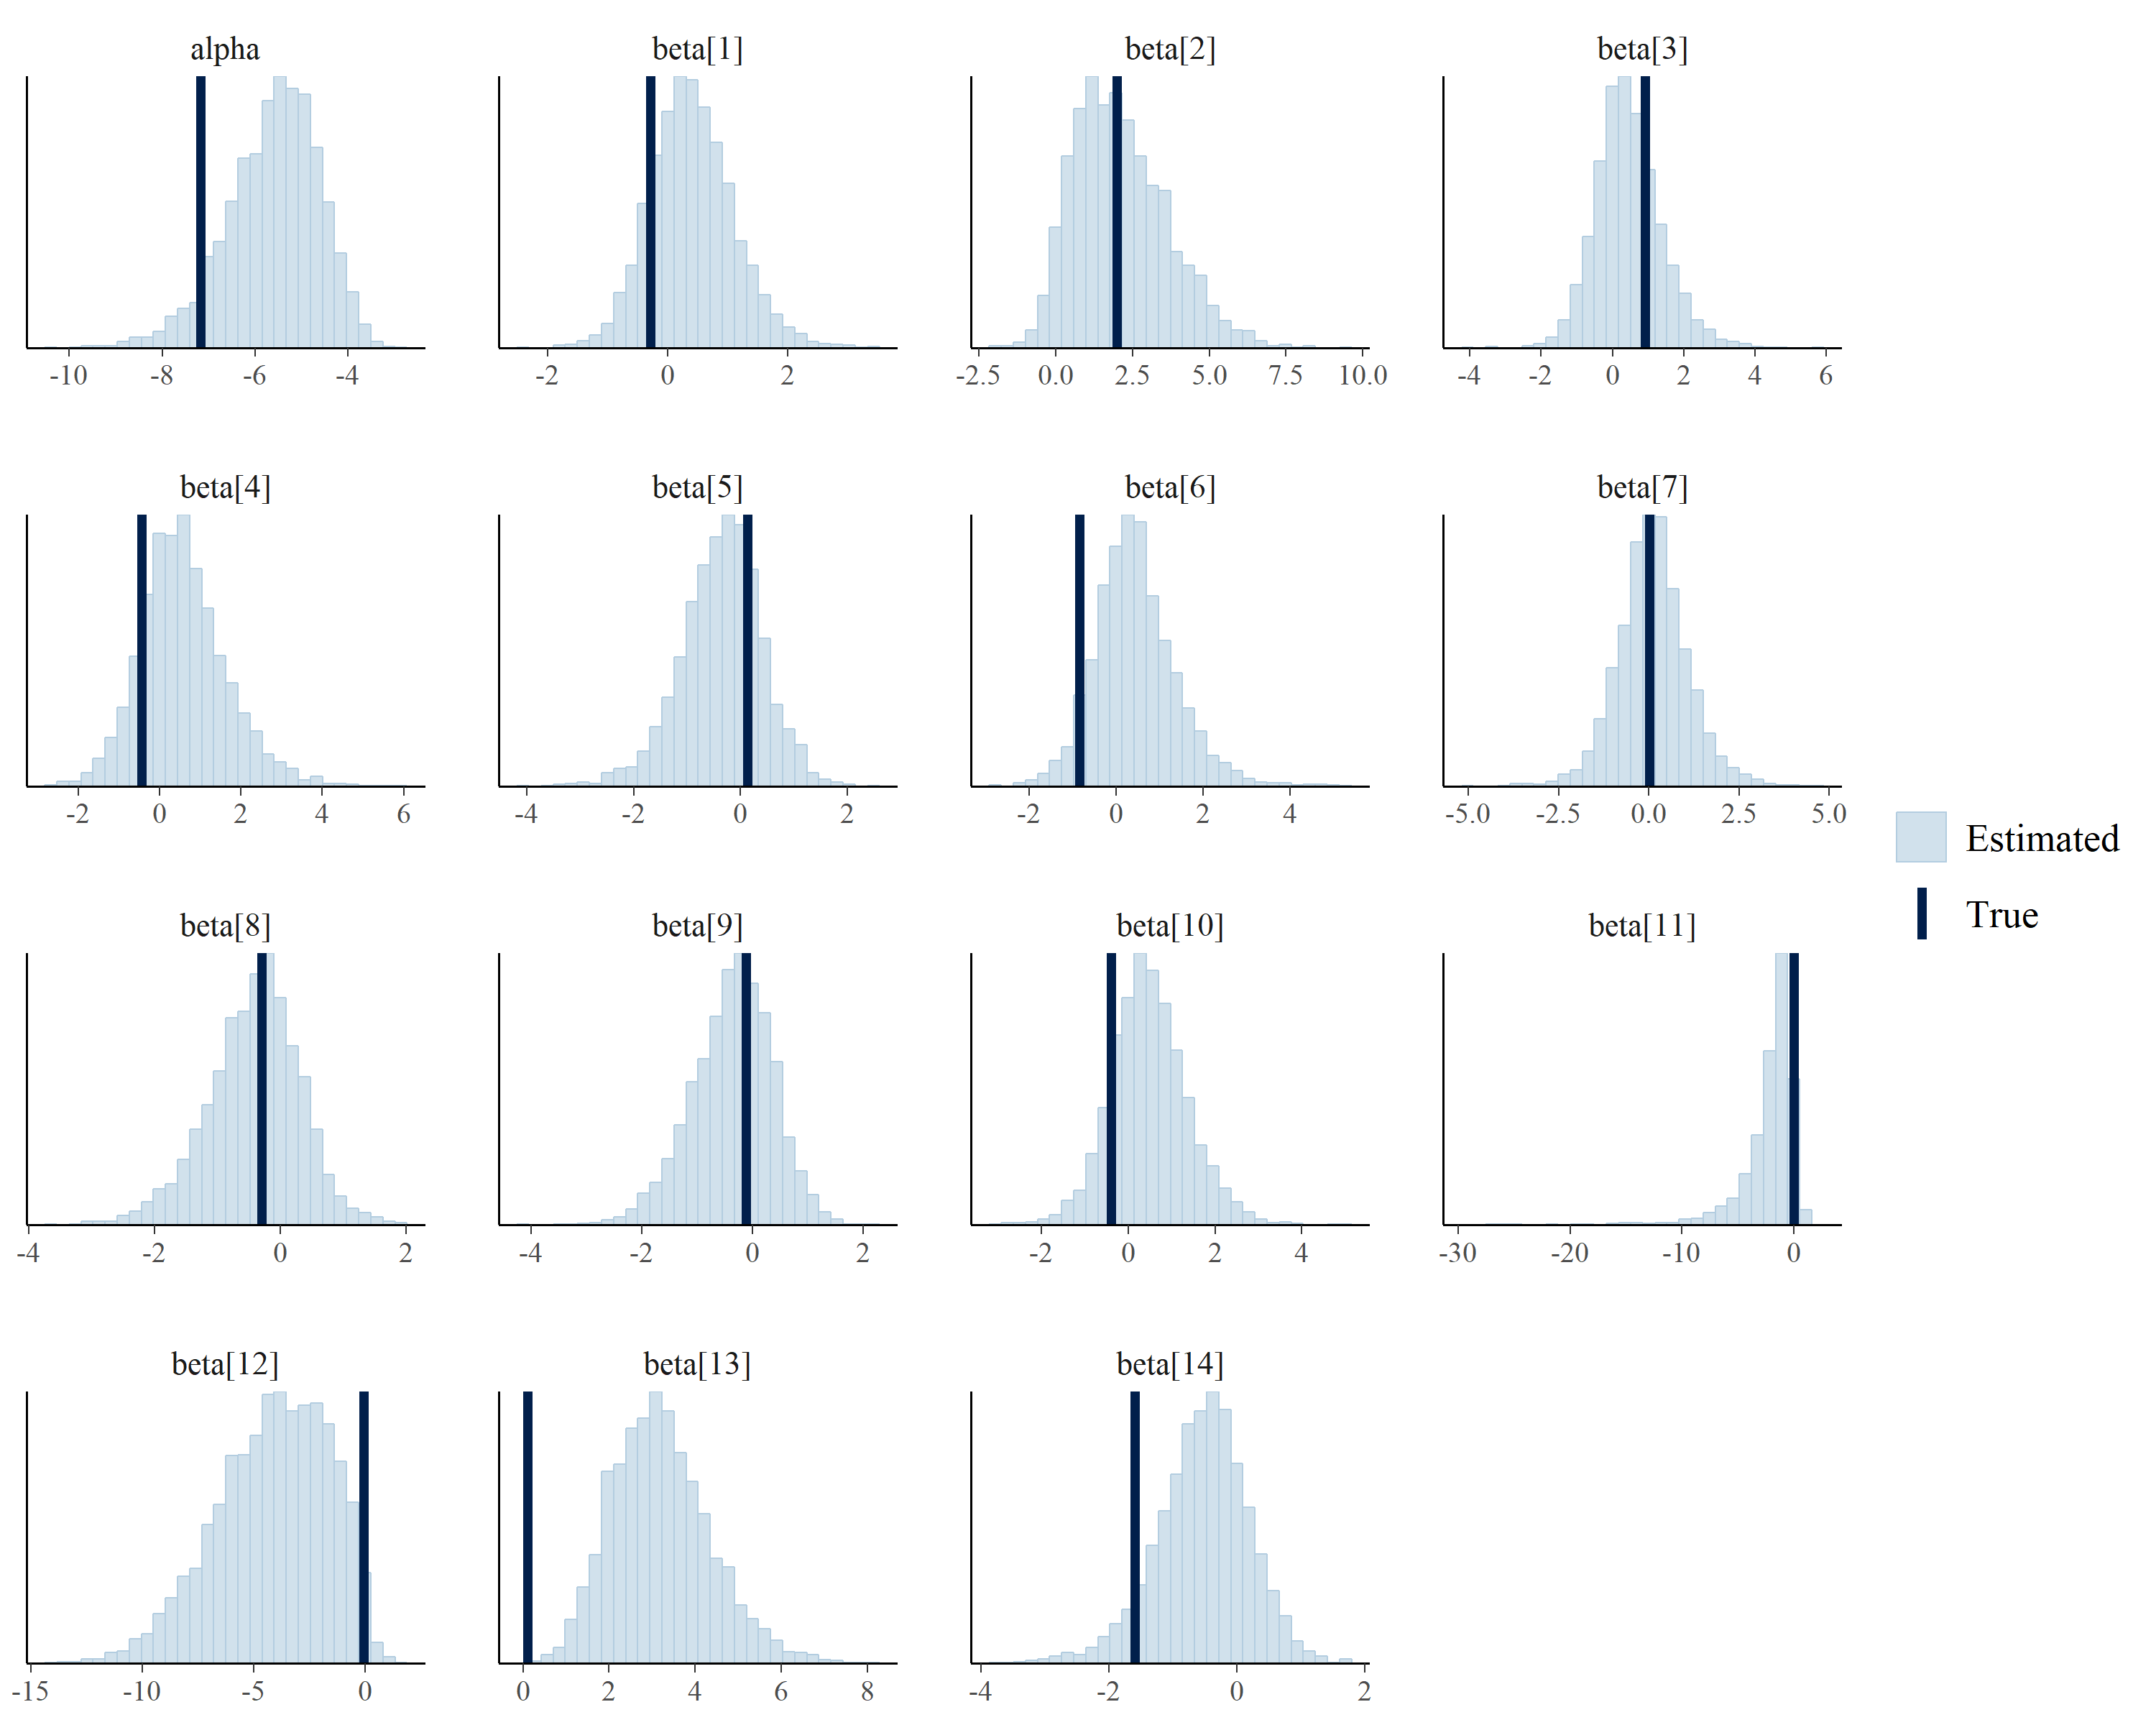 alpha beta[1] beta[2] beta[3]
-10 -8 -6 -4 -2 0 2 -2.5 0.0 2.5 5.0 7.5 10.0 -4 -2 0 2 4 6
beta[4] beta[5] beta[6] beta[7]
-2 0 2 4 6 -4 -2 0 2 -2 0 2 4 -5.0 -2.5 0.0 2.5 5.0
Estimated
True
beta[8] beta[9] beta[10] beta[11]
-4 -2 0 2 -4 -2 0 2 -2 0 2 4 -30 -20 -10 0
beta[12] beta[13] beta[14]
-15 -10 -5 0 0 2 4 6 8 -4 -2 0 2